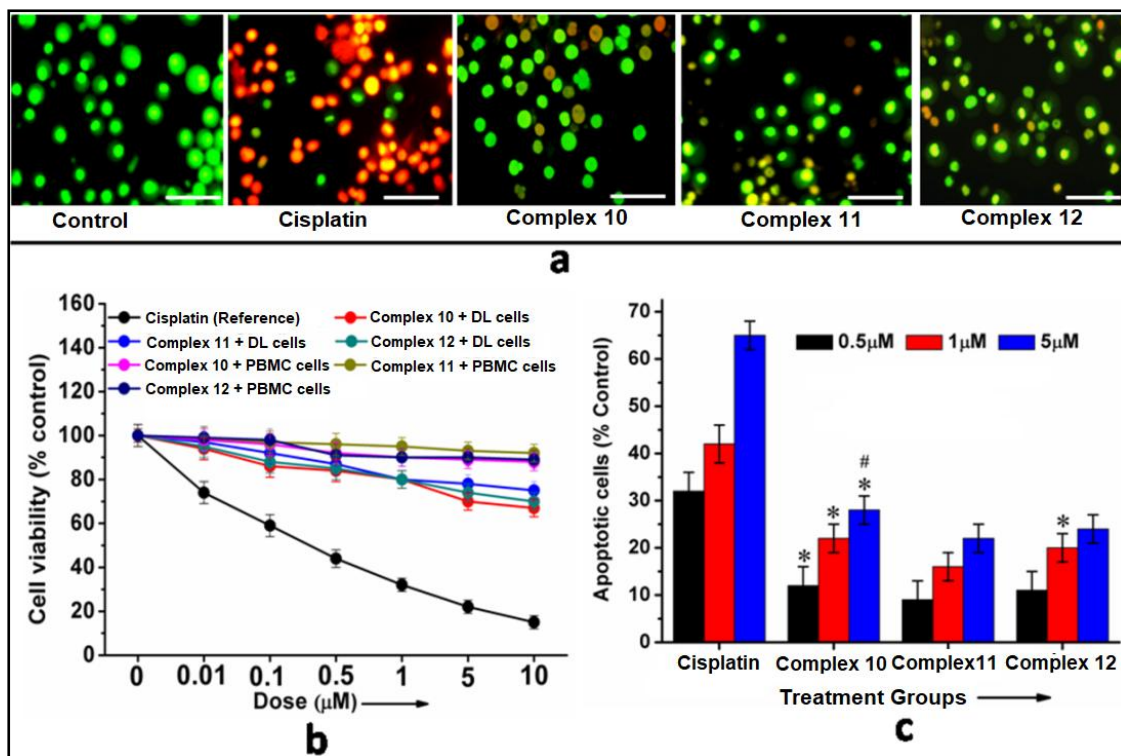 Control
Cisplatin
Complex 10
Complex 11
Complex 12
a
160
140
120
100
80
60
40
20
0
Cell viability (% control)
Cisplatin (Reference)
Complex 10 + DL cells
Complex 11 + DL cells
Complex 12 + DL cells
Complex 10 + PBMC cells
Complex 11 + PBMC cells
Complex 12 + PBMC cells
0 0.01 0.1 0.5 1 5 10
Dose (μM)
b
70
60
50
40
30
20
10
0
Apoptotic cells (% Control)
0.5μM 1μM 5μM
* * # *
*
Cisplatin Complex 10 Complex11 Complex 12
Treatment Groups
c